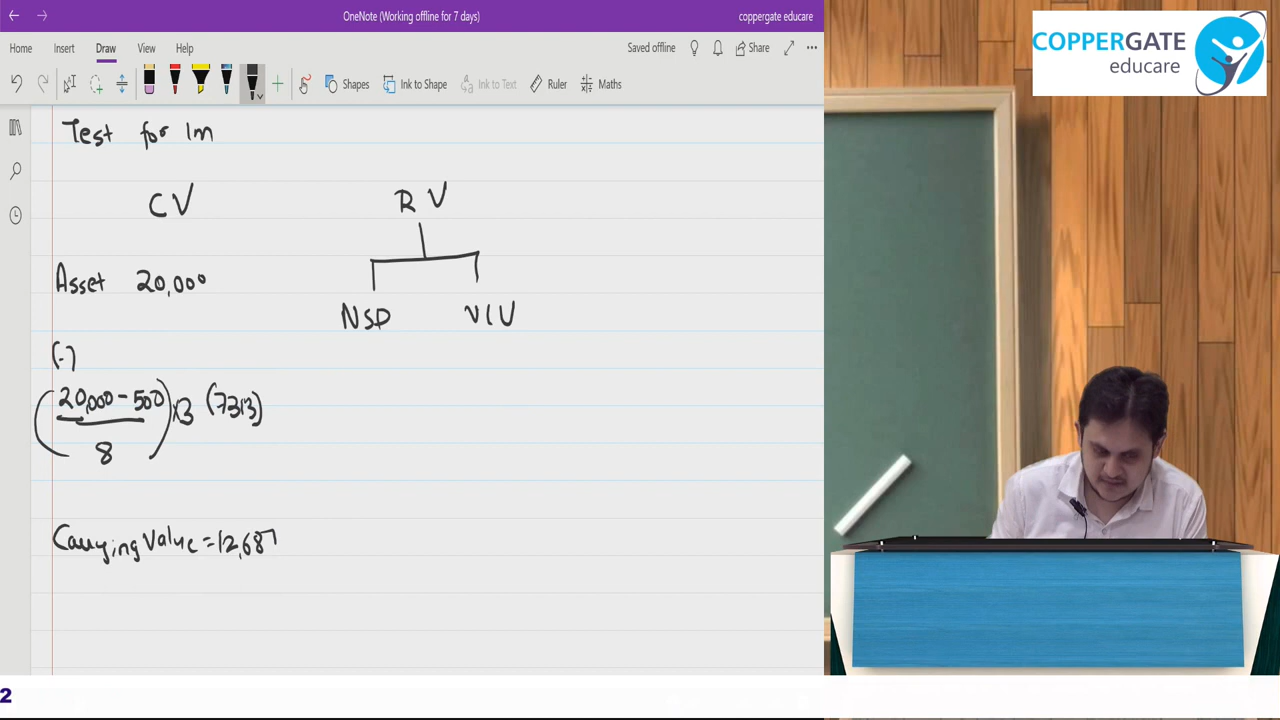 OneNote (Working offline for 7 days)
coppergate educare
Home Insert Draw View Help
Saved offline
Share
Shapes
Ink to Shape
Ink to Text
Ruler
Maths
COPPERGATE
educare
Test for Im
CV
R V
Asset 20,000
NSD VIU
(-)
(20,000 - 500
8
) x3 (7313)
Carrying Value = 12,687
2